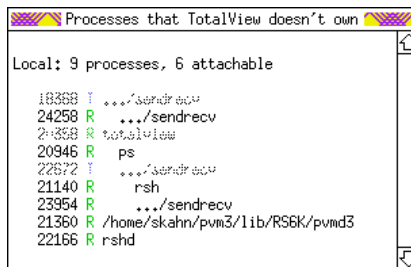 Processes that TotalView doesn't own
Local: 9 processes, 6 attachable
18368 T .../sendrecv
24258 R .../sendrecv
R totalview
20946 R ps
22672 T .../sendrecv
21140 R rsh
23954 R .../sendrecv
21360 R /home/skahn/pvm3/lib/RS6K/pvmd3
22166 R rshd